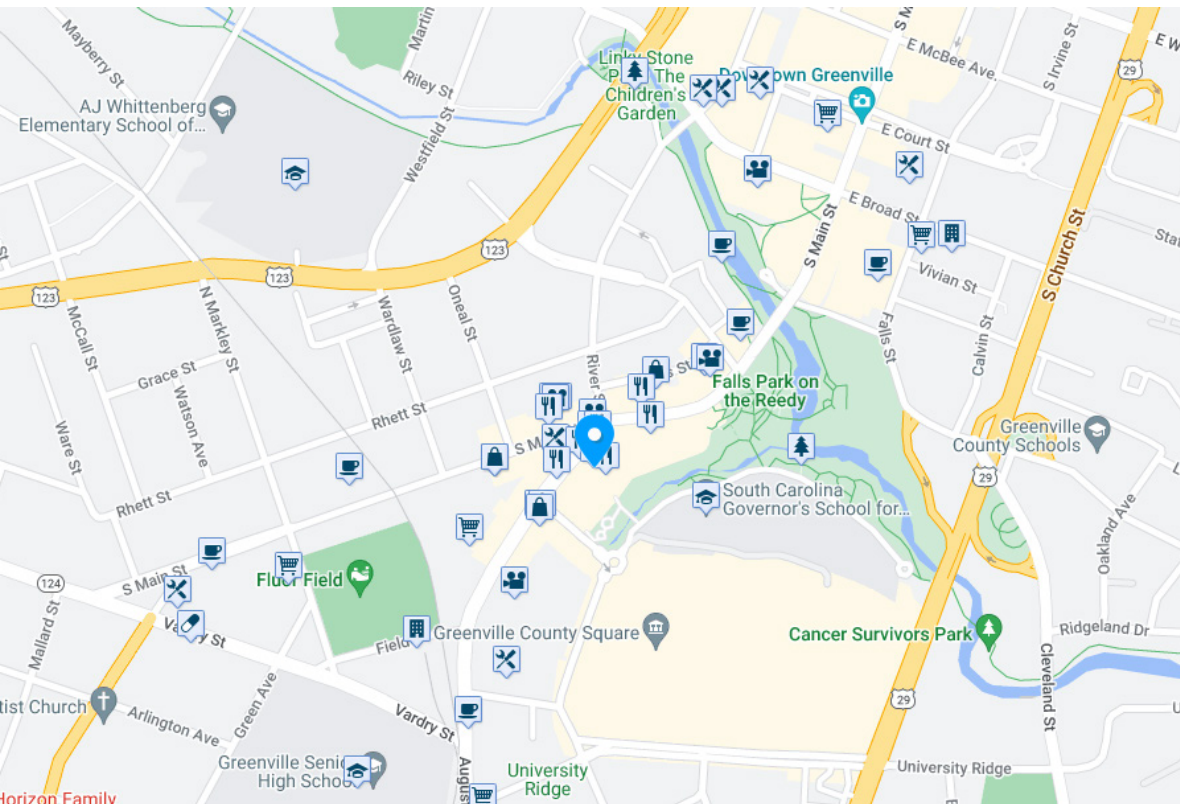 Mayberry St
Martin
Riley St
Linky Stone
P
The
Children's
Garden
Downtown Greenville
S M
E McBee Ave.
S Irvine St
E W
29
AJ Whittenberg
Elementary School of...
Westfield St
E Court St
E Broad St
S Main St
S Church St
Stat
St
123
123
123
Vivian St
N Markley St
McCall St
Wardlaw St
Oneal St
River S
s St
Falls St
Calvin St
Grace St
Watson Ave
Rhett St
Ware St
Falls Park on
the Reedy
S M
Greenville
County Schools
29
Rhett St
South Carolina
Governor's School for...
Oakland Ave
L
S Main St
124
Fluor Field
Mallard St
Vardry St
Field
Greenville County Square
Cancer Survivors Park
Ridgeland Dr
Cleveland St
29
tist Church
Arlington Ave
Green Ave
Vardry St
U
Greenville Senior
High School
Augus
University
Ridge
University Ridge
E
Horizon Family